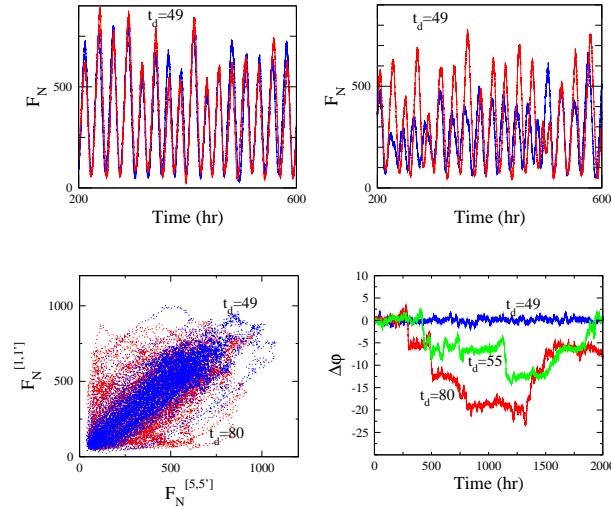 t_d=49
F_N
500
0
200
600
Time (hr)
t_d=49
F_N
500
0
200
600
Time (hr)
t_d=49
F_N^[1,1']
1000
500
0
t_d=80
0
500
1000
F_N^[5,5']
10
5
0
-5
-10
-15
-20
-25
Δφ
t_d=49
t_d=55
t_d=80
0
500
1000
1500
2000
Time (hr)